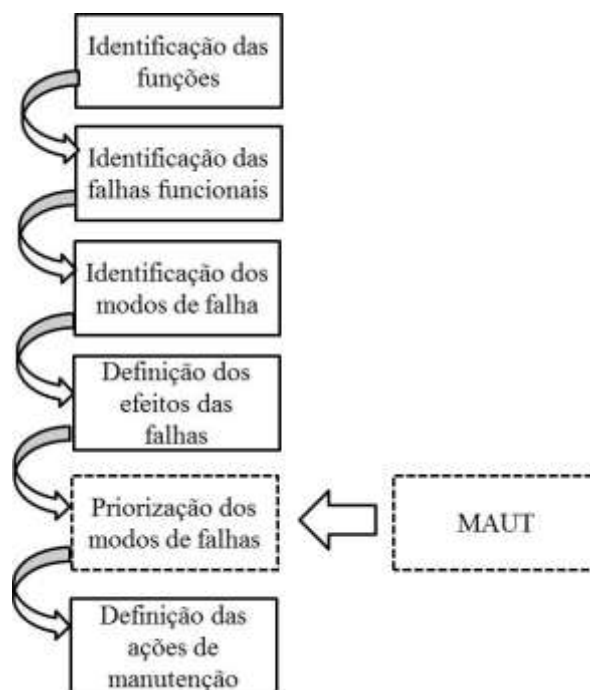 Identificação das
funções
Identificação das
falhas funcionais
Identificação dos
modos de falha
Definição dos
efeitos das
falhas
Priorização dos
modos de falhas
MAUT
Definição das
ações de
manutenção